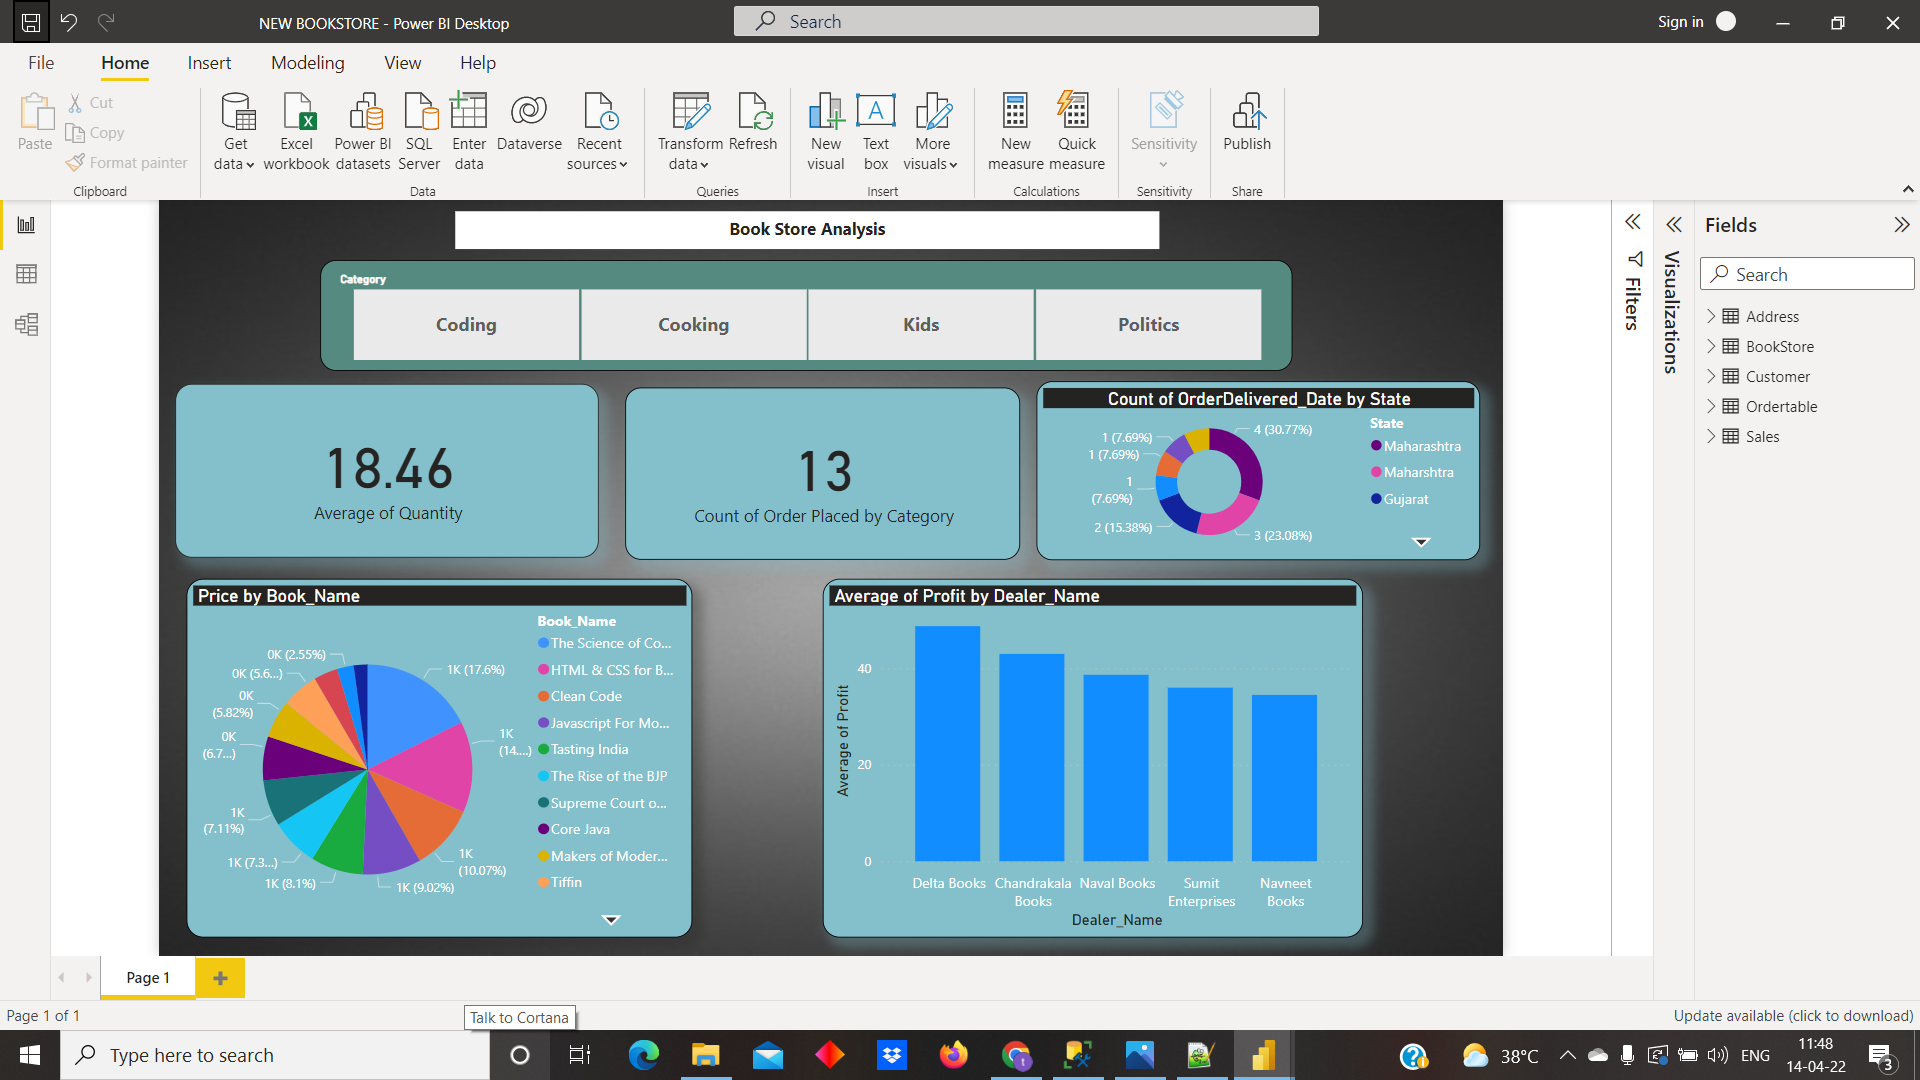 NEW BOOKSTORE - Power BI Desktop
Search
Sign in
File
Home
Insert
Modeling
View
Help
Paste
Cut
Copy
Format painter
Clipboard
Get data
Excel workbook
Power BI datasets
SQL Server
Enter data
Dataverse
Recent sources
Data
Transform data
Refresh
Queries
New visual
Text box
More visuals
Insert
New measure
Quick measure
Calculations
Sensitivity
Sensitivity
Publish
Share
Book Store Analysis
Category
Coding
Cooking
Kids
Politics
18.46
Average of Quantity
13
Count of Order Placed by Category
Count of OrderDelivered_Date by State
4 (30.77%)
3 (23.08%)
2 (15.38%)
1
(7.69%)
1 (7.69%)
1 (7.69%)
State
Maharashtra
Maharshtra
Gujarat
Price by Book_Name
1K (17.6%)
1K
(14....)
1K
(10.07%)
1K (9.02%)
1K (8.1%)
1K (7.3...)
1K
(7.11%)
0K
(6.7...)
0K
(5.82%)
0K (5.6...)
0K (2.55%)
Book_Name
The Science of Co...
HTML & CSS for B...
Clean Code
Javascript For Mo...
Tasting India
The Rise of the BJP
Supreme Court o...
Core Java
Makers of Moder...
Tiffin
Average of Profit by Dealer_Name
Average of Profit
40
20
0
Delta Books
Chandrakala
Books
Naval Books
Sumit
Enterprises
Navneet
Books
Dealer_Name
Filters
Visualizations
Fields
Search
Address
BookStore
Customer
Ordertable
Sales
Page 1
Page 1 of 1
Talk to Cortana
Update available (click to download)
Type here to search
38°C
ENG
11:48
14-04-22
3